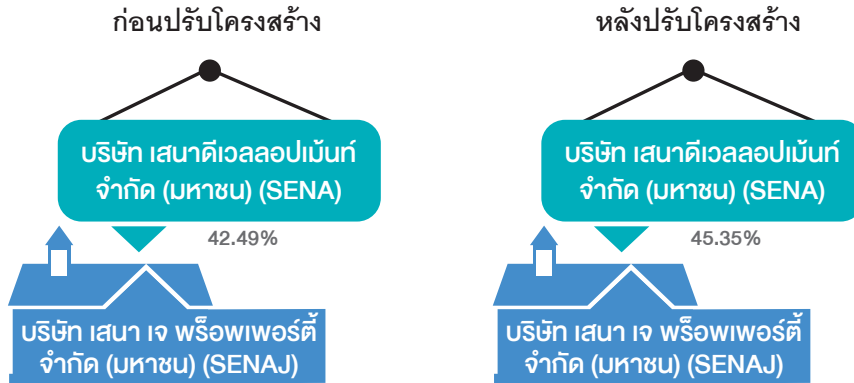 ก่อนปรับโครงสร้าง
บริษัท เสนาดีเวลลอปเม้นท์
จำกัด (มหาชน) (SENA)
42.49%
บริษัท เสนา เจ พร็อพเพอร์ตี้
จำกัด (มหาชน) (SENAJ)
หลังปรับโครงสร้าง
บริษัท เสนาดีเวลลอปเม้นท์
จำกัด (มหาชน) (SENA)
45.35%
บริษัท เสนา เจ พร็อพเพอร์ตี้
จำกัด (มหาชน) (SENAJ)